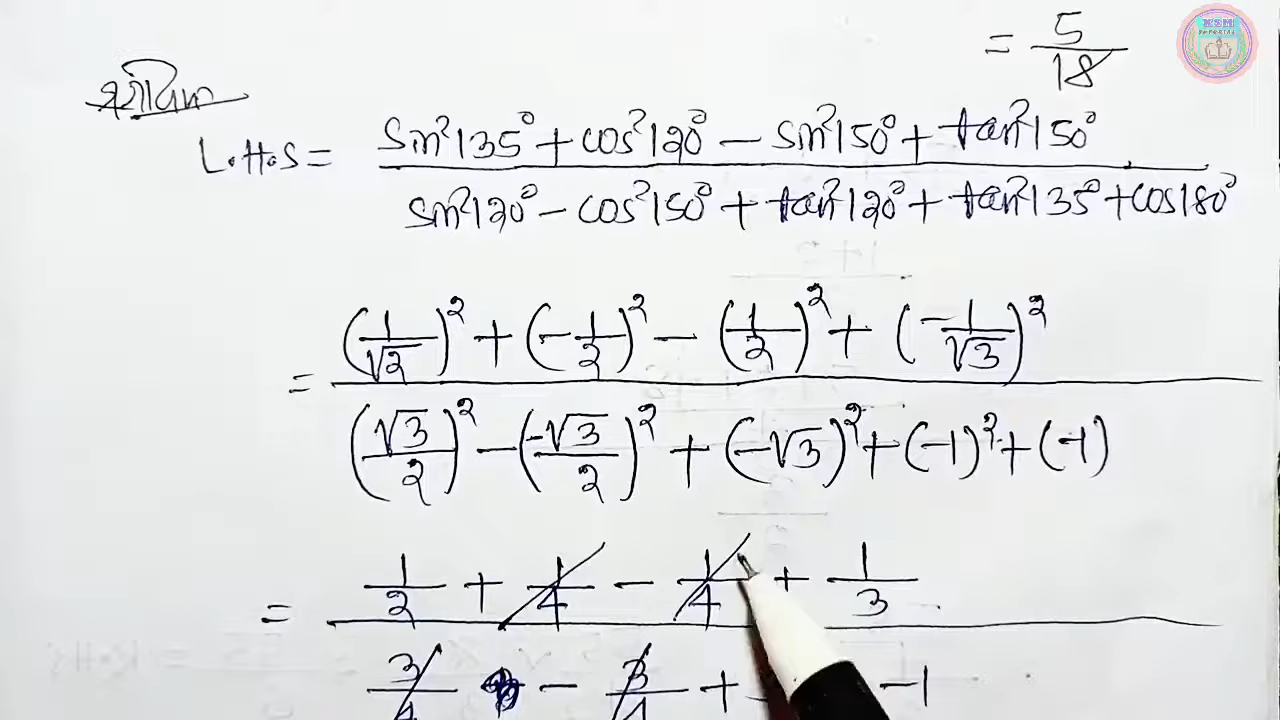 = 5/18
KSM
L.H.S = (sin²135° + cos²120° − sin²150° + tan²150°) / (sin²120° − cos²150° + tan²120° + tan²135° + cos180°)
= ((1/√2)² + (−1/2)² − (1/2)² + (−1/√3)²) / ((√3/2)² − (−√3/2)² + (−√3)² + (−1)² + (−1))
= (1/2 + 1/4 − 1/4 + 1/3) /
3/4 − 3/4 + −1